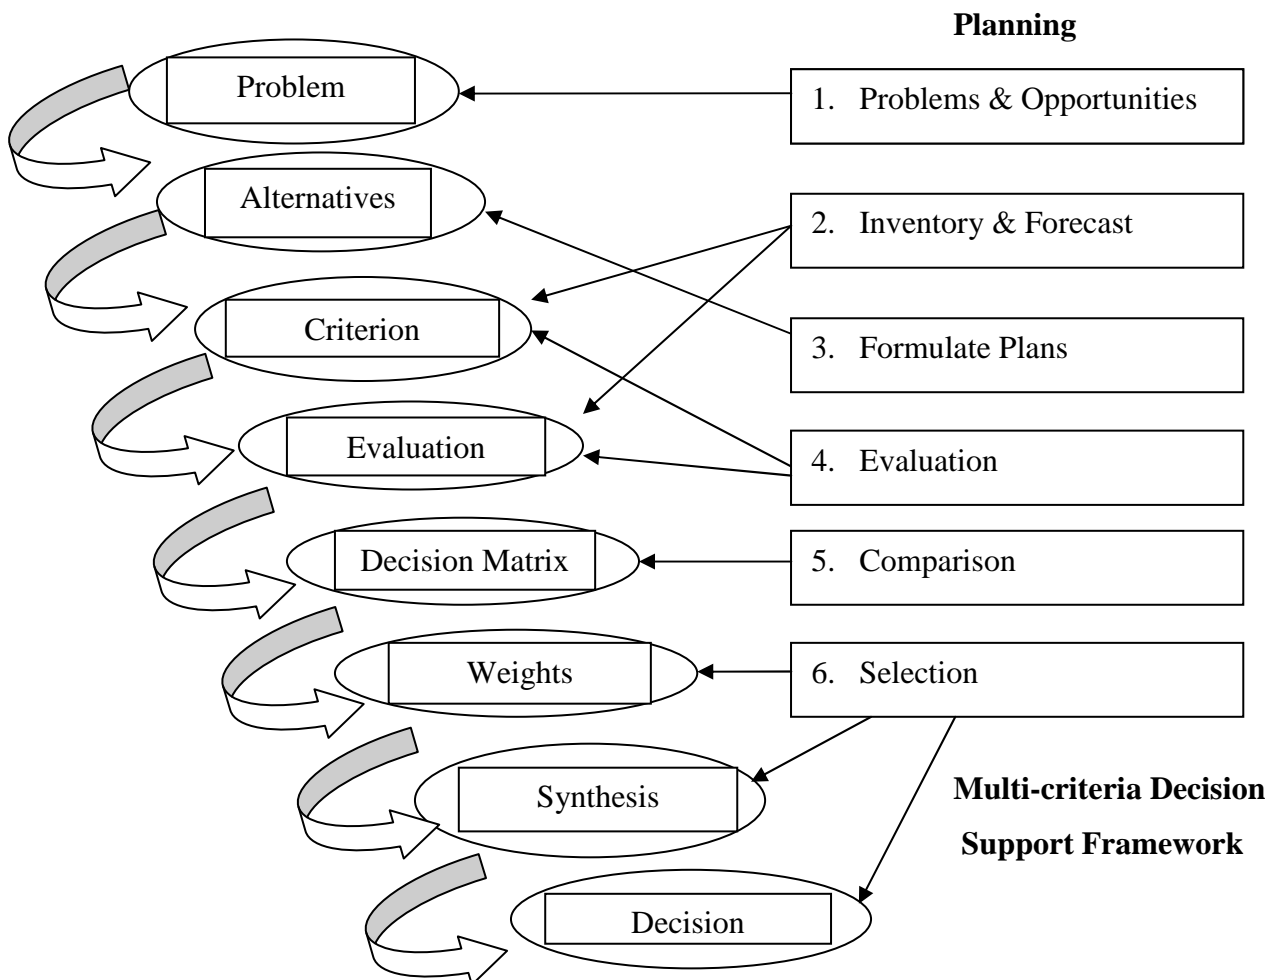 Planning
Problem
1. Problems & Opportunities
Alternatives
2. Inventory & Forecast
Criterion
3. Formulate Plans
Evaluation
4. Evaluation
Decision Matrix
5. Comparison
Weights
6. Selection
Synthesis
Multi-criteria Decision
Support Framework
Decision